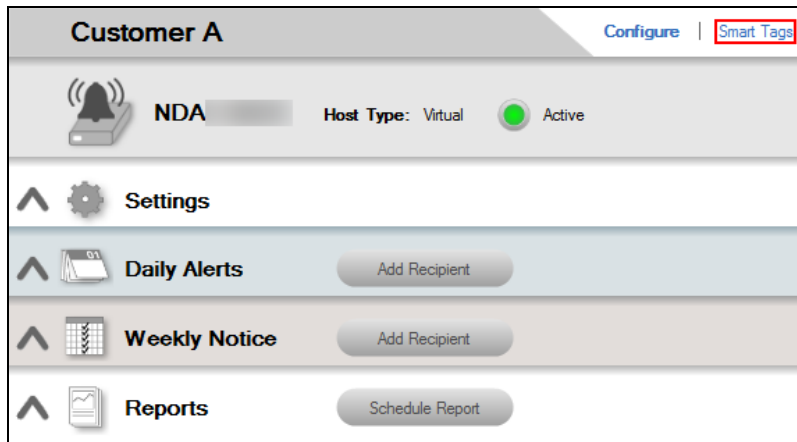 Customer A
Configure | Smart Tags
NDA
Host Type: Virtual
Active
Settings
01
Daily Alerts
Add Recipient
Weekly Notice
Add Recipient
Reports
Schedule Report